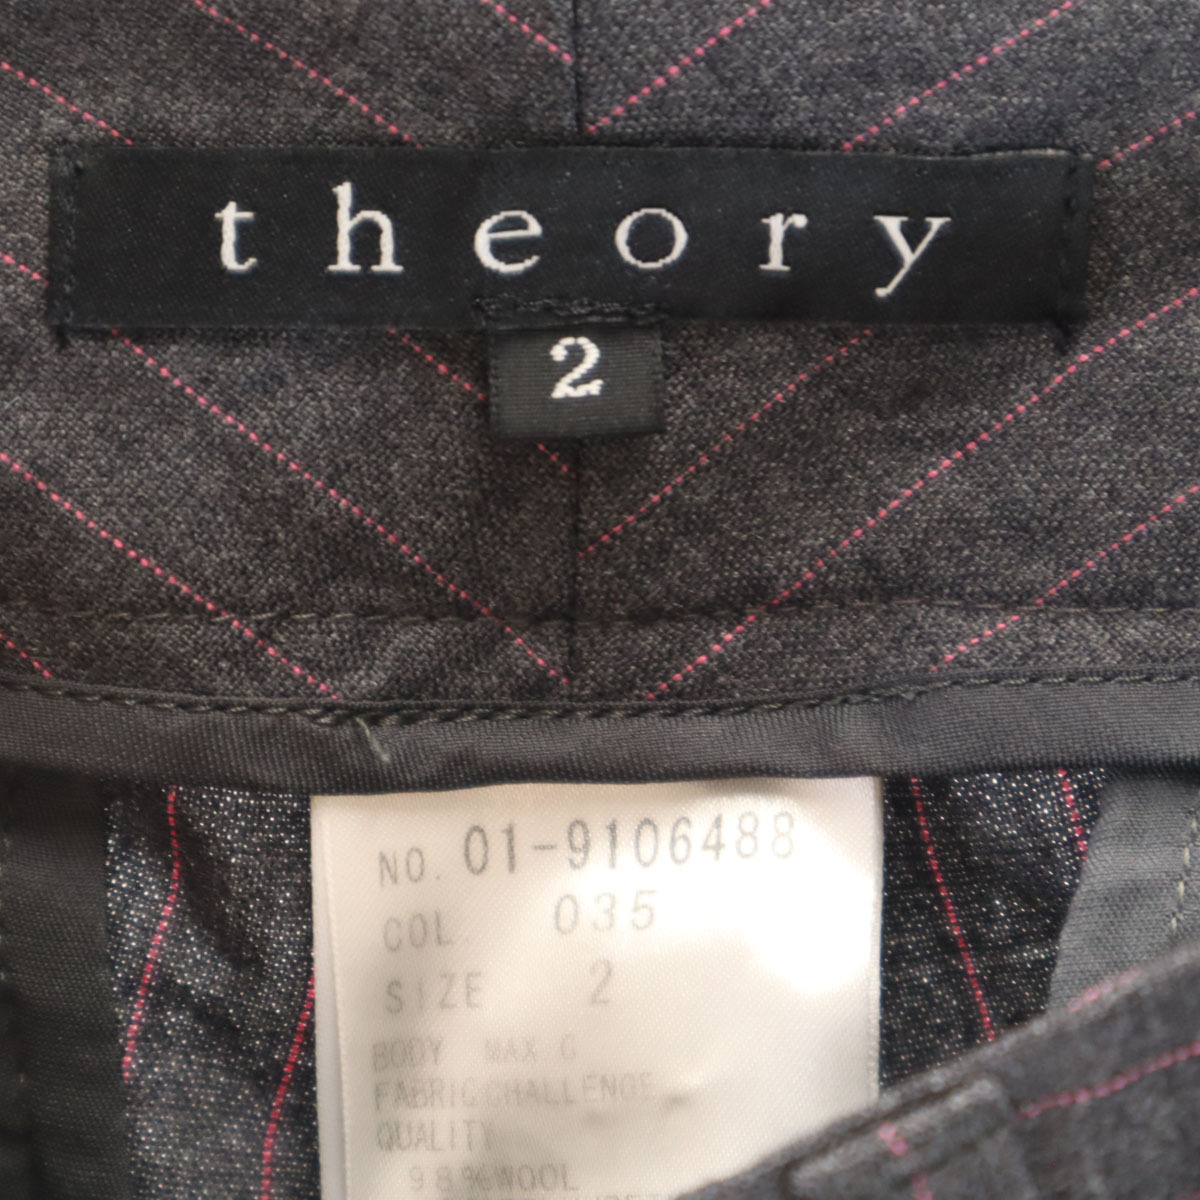 theory
2
NO. 01-9106488
COL. 035
SIZE 2
BODY MAX C
FABRIC CHALLENGE
QUALITY
98%WOOL